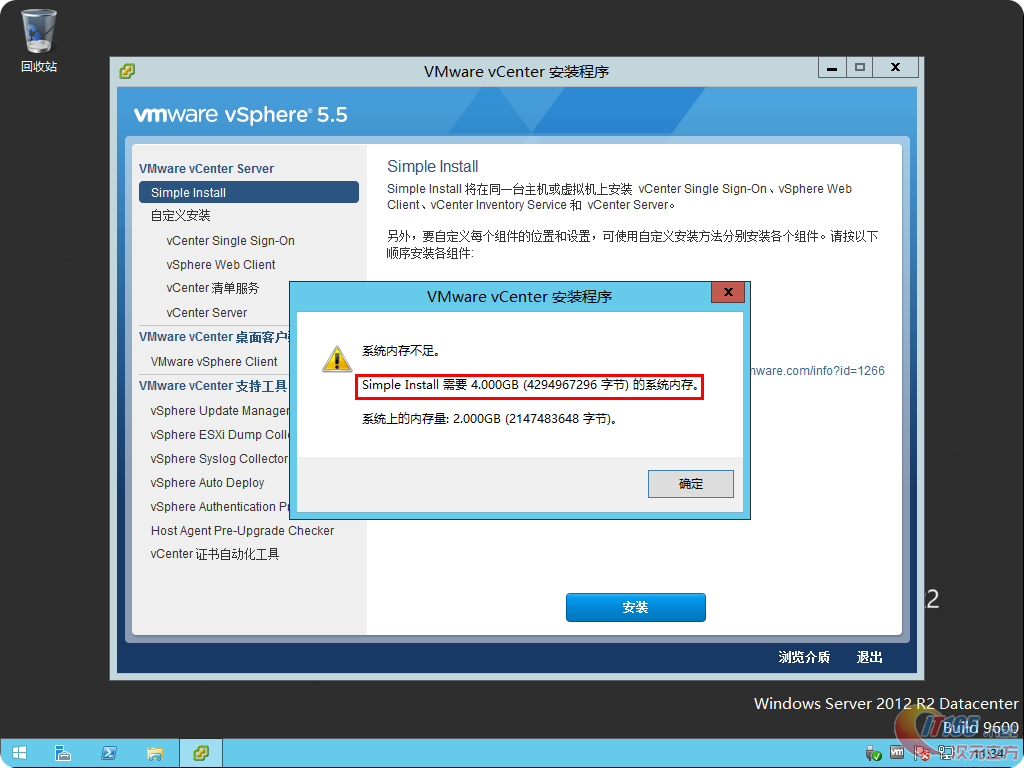 回收站
VMware vCenter 安装程序
vmware vSphere® 5.5
VMware vCenter Server
Simple Install
自定义安装
vCenter Single Sign-On
vSphere Web Client
vCenter 清单服务
vCenter Server
VMware vCenter 桌面客户
VMware vSphere Client
VMware vCenter 支持工具
vSphere Update Manager
vSphere ESXi Dump Coll
vSphere Syslog Collector
vSphere Auto Deploy
vSphere Authentication Pr
Host Agent Pre-Upgrade Checker
vCenter 证书自动化工具
Simple Install
Simple Install 将在同一台主机或虚拟机上安装 vCenter Single Sign-On、vSphere Web
Client、vCenter Inventory Service 和 vCenter Server。
另外，要自定义每个组件的位置和设置，可使用自定义安装方法分别安装各个组件。请按以下
顺序安装各组件:
ware.com/info?id=1266
VMware vCenter 安装程序
系统内存不足。
Simple Install 需要 4.000GB (4294967296 字节) 的系统内存。
系统上的内存量: 2.000GB (2147483648 字节)。
确定
安装
浏览介质
退出
R2
Windows Server 2012 R2 Datacenter
Build 9600
11:34